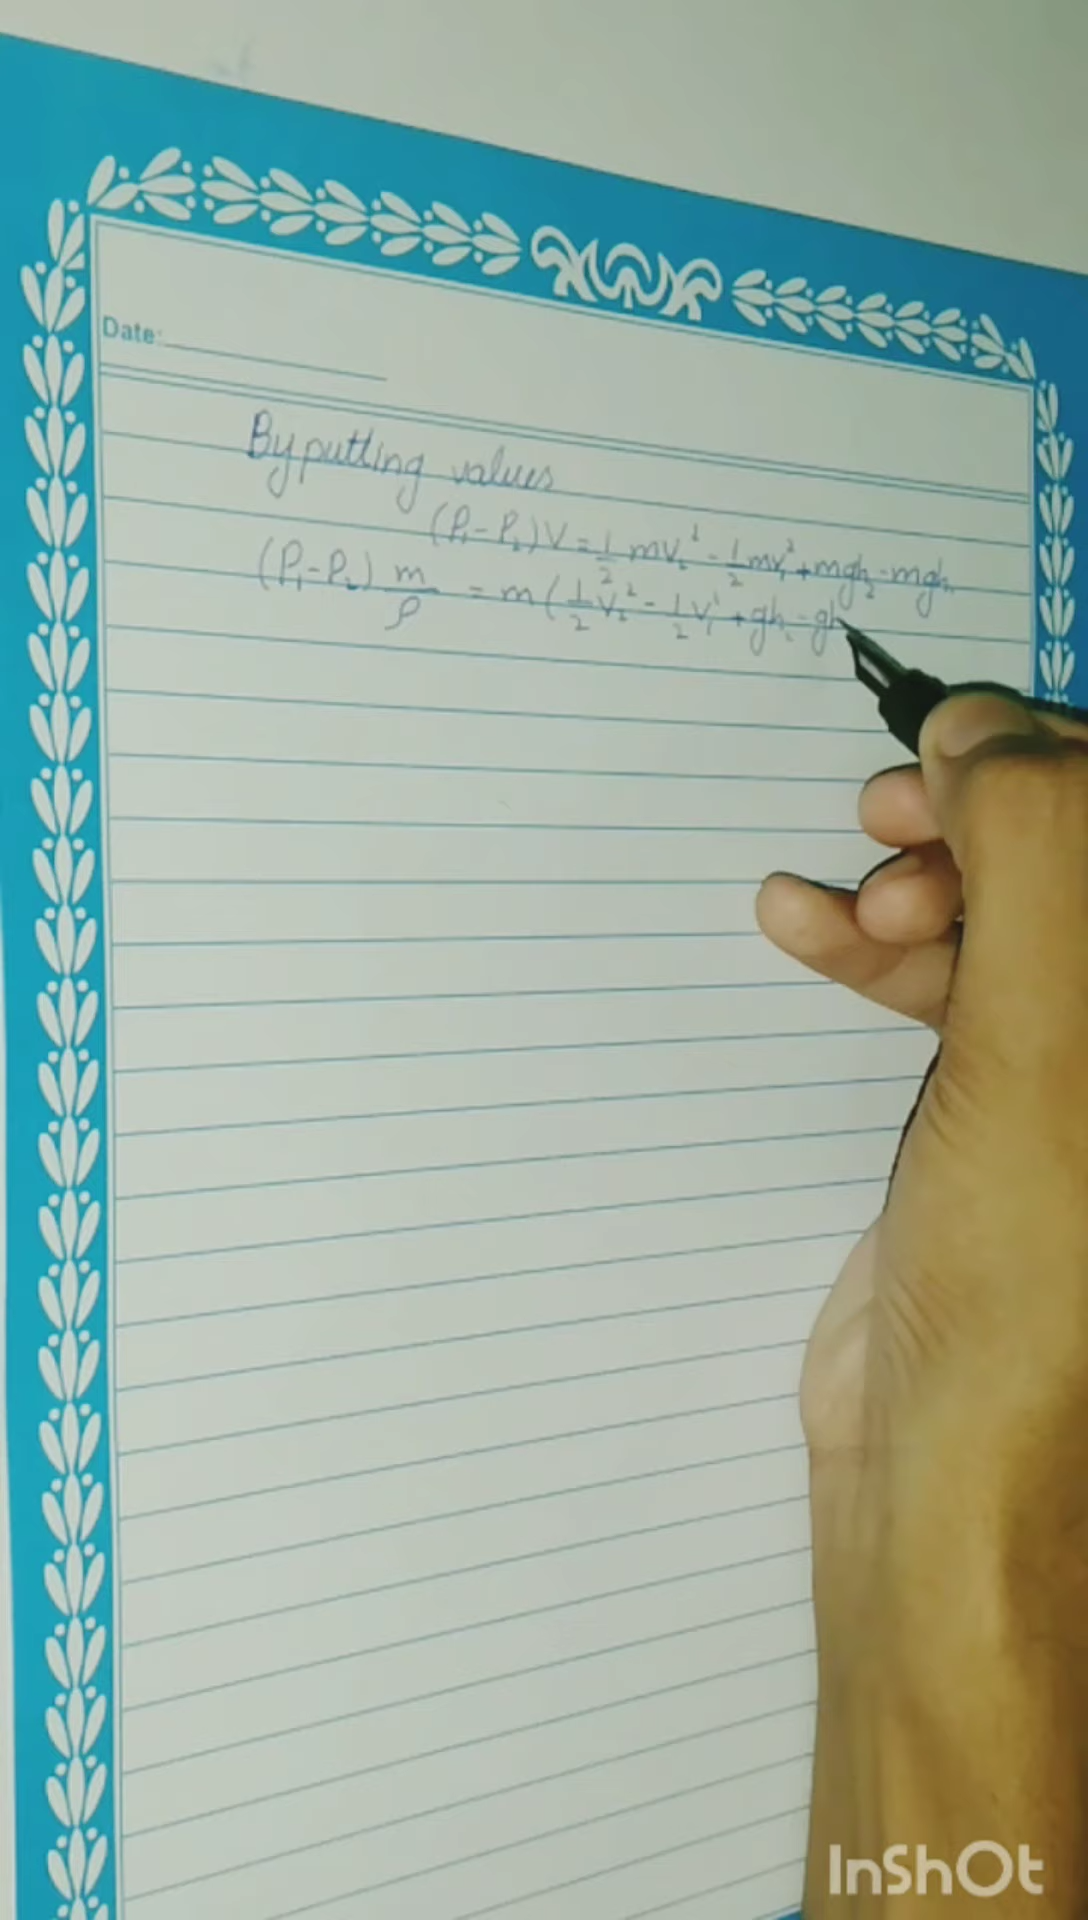 Date:
By putting values
(P₁-P₂)V = 1/2 mv₂² - 1/2 mv₁² + mgh₂ - mgh₁
(P₁-P₂) m/ρ = m (1/2 v₂² - 1/2 v₁² + gh₂ - gh
InShOt